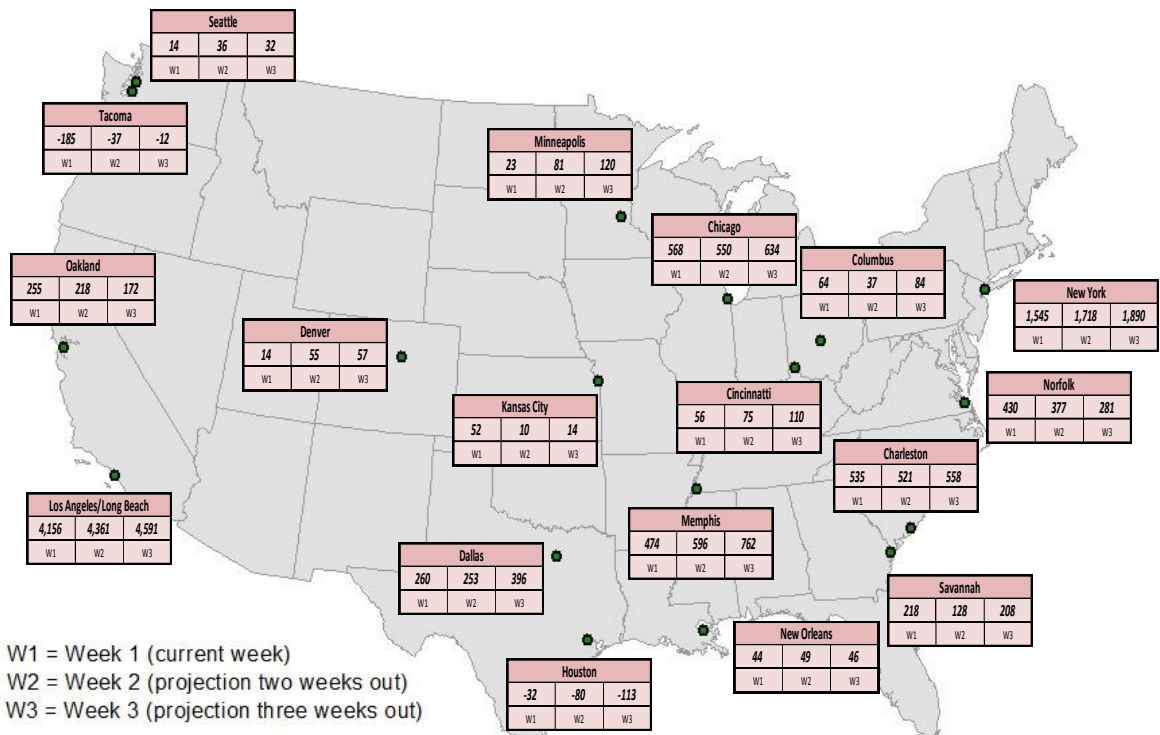 Seattle
14 36 32
W1 W2 W3
Tacoma
-185 -37 -12
W1 W2 W3
Minneapolis
23 81 120
W1 W2 W3
Chicago
568 550 634
W1 W2 W3
Columbus
64 37 84
W1 W2 W3
Oakland
255 218 172
W1 W2 W3
New York
1,545 1,718 1,890
W1 W2 W3
Denver
14 55 57
W1 W2 W3
Norfolk
430 377 281
W1 W2 W3
Cincinnatti
56 75 110
W1 W2 W3
Kansas City
52 10 14
W1 W2 W3
Charleston
535 521 558
W1 W2 W3
Los Angeles/Long Beach
4,156 4,361 4,591
W1 W2 W3
Memphis
474 596 762
W1 W2 W3
Dallas
260 253 396
W1 W2 W3
Savannah
218 128 208
W1 W2 W3
New Orleans
44 49 46
W1 W2 W3
Houston
-32 -80 -113
W1 W2 W3
W1 = Week 1 (current week)
W2 = Week 2 (projection two weeks out)
W3 = Week 3 (projection three weeks out)